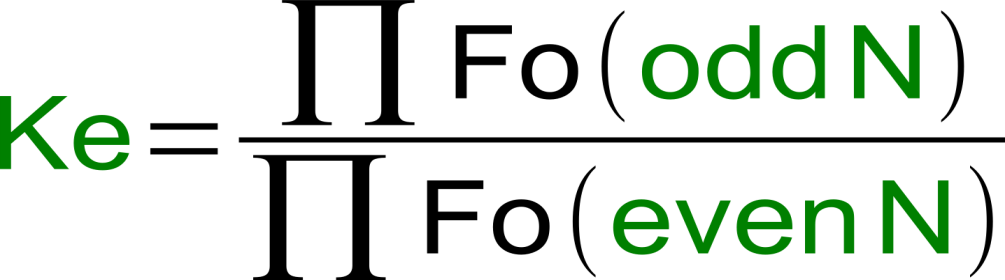 Ke = ∏ Fo(odd N)
∏ Fo(even N)